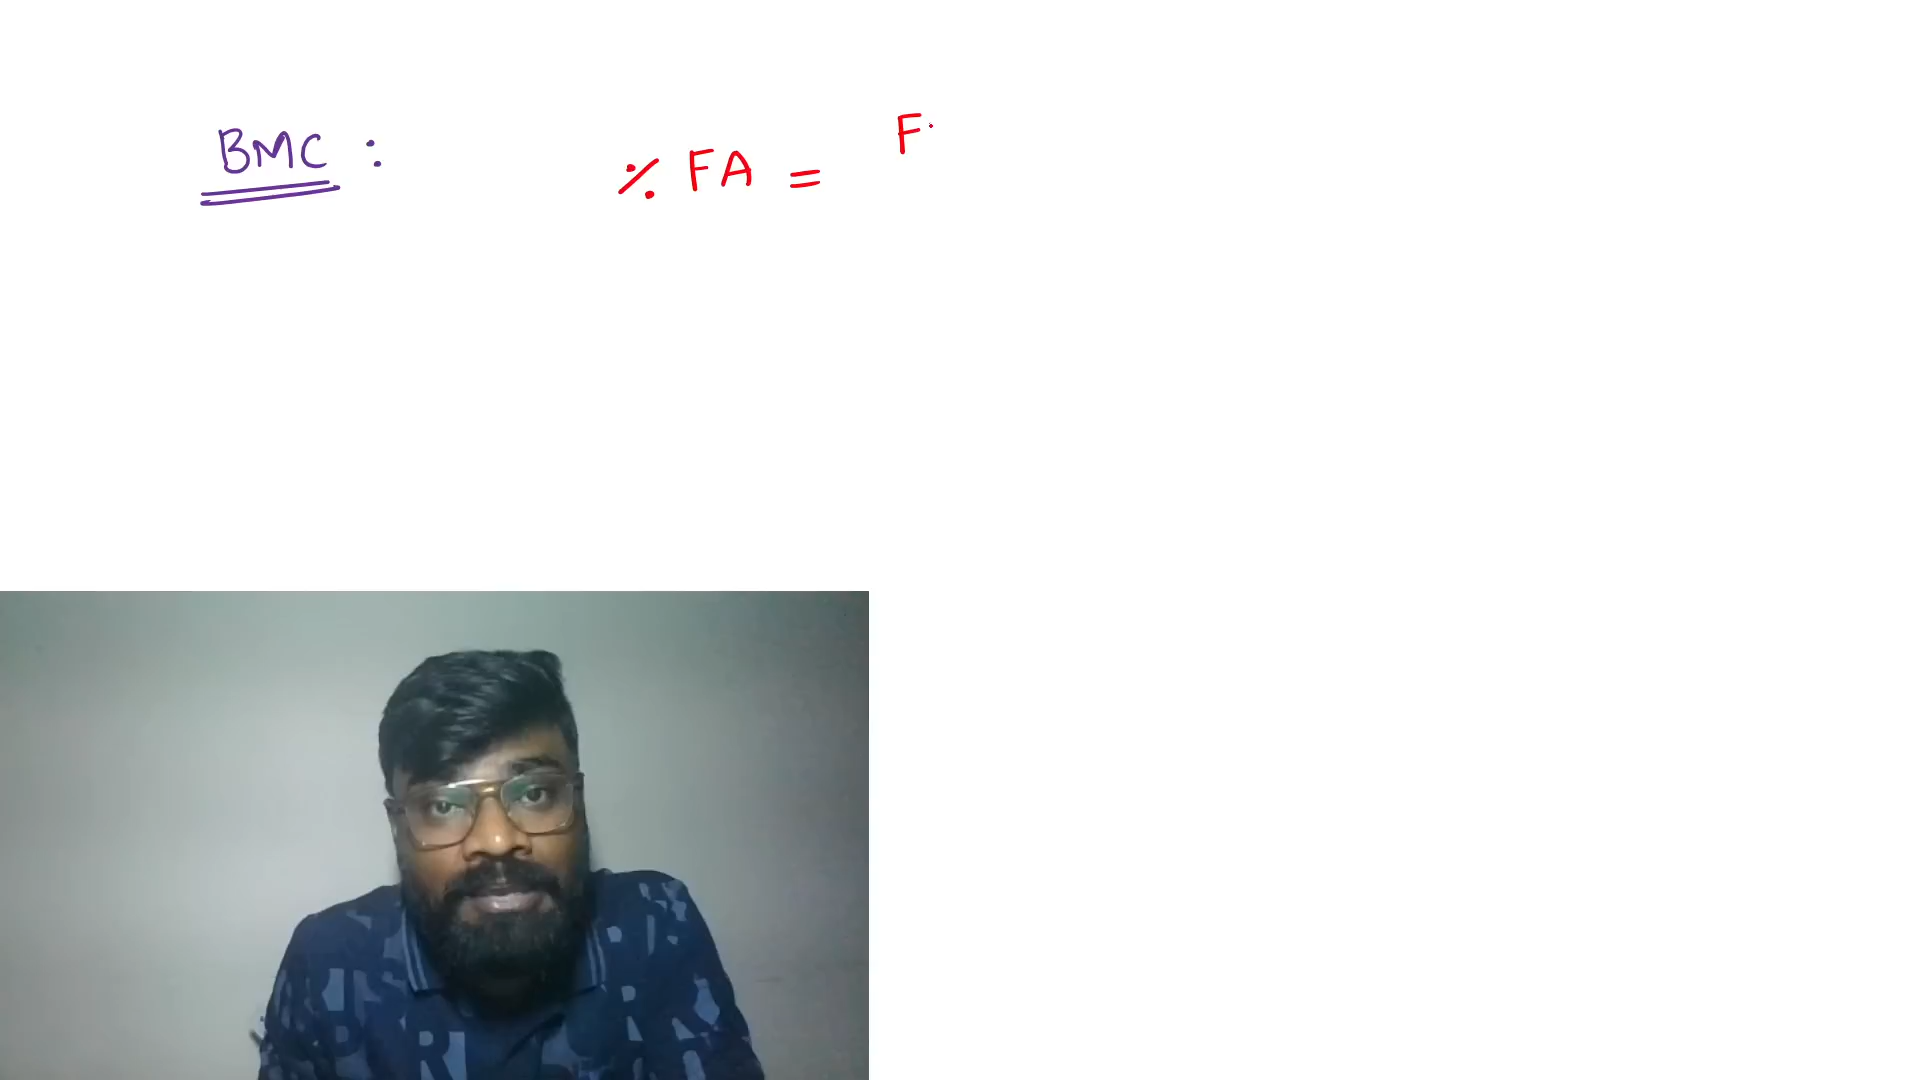 BMC : % FA = F